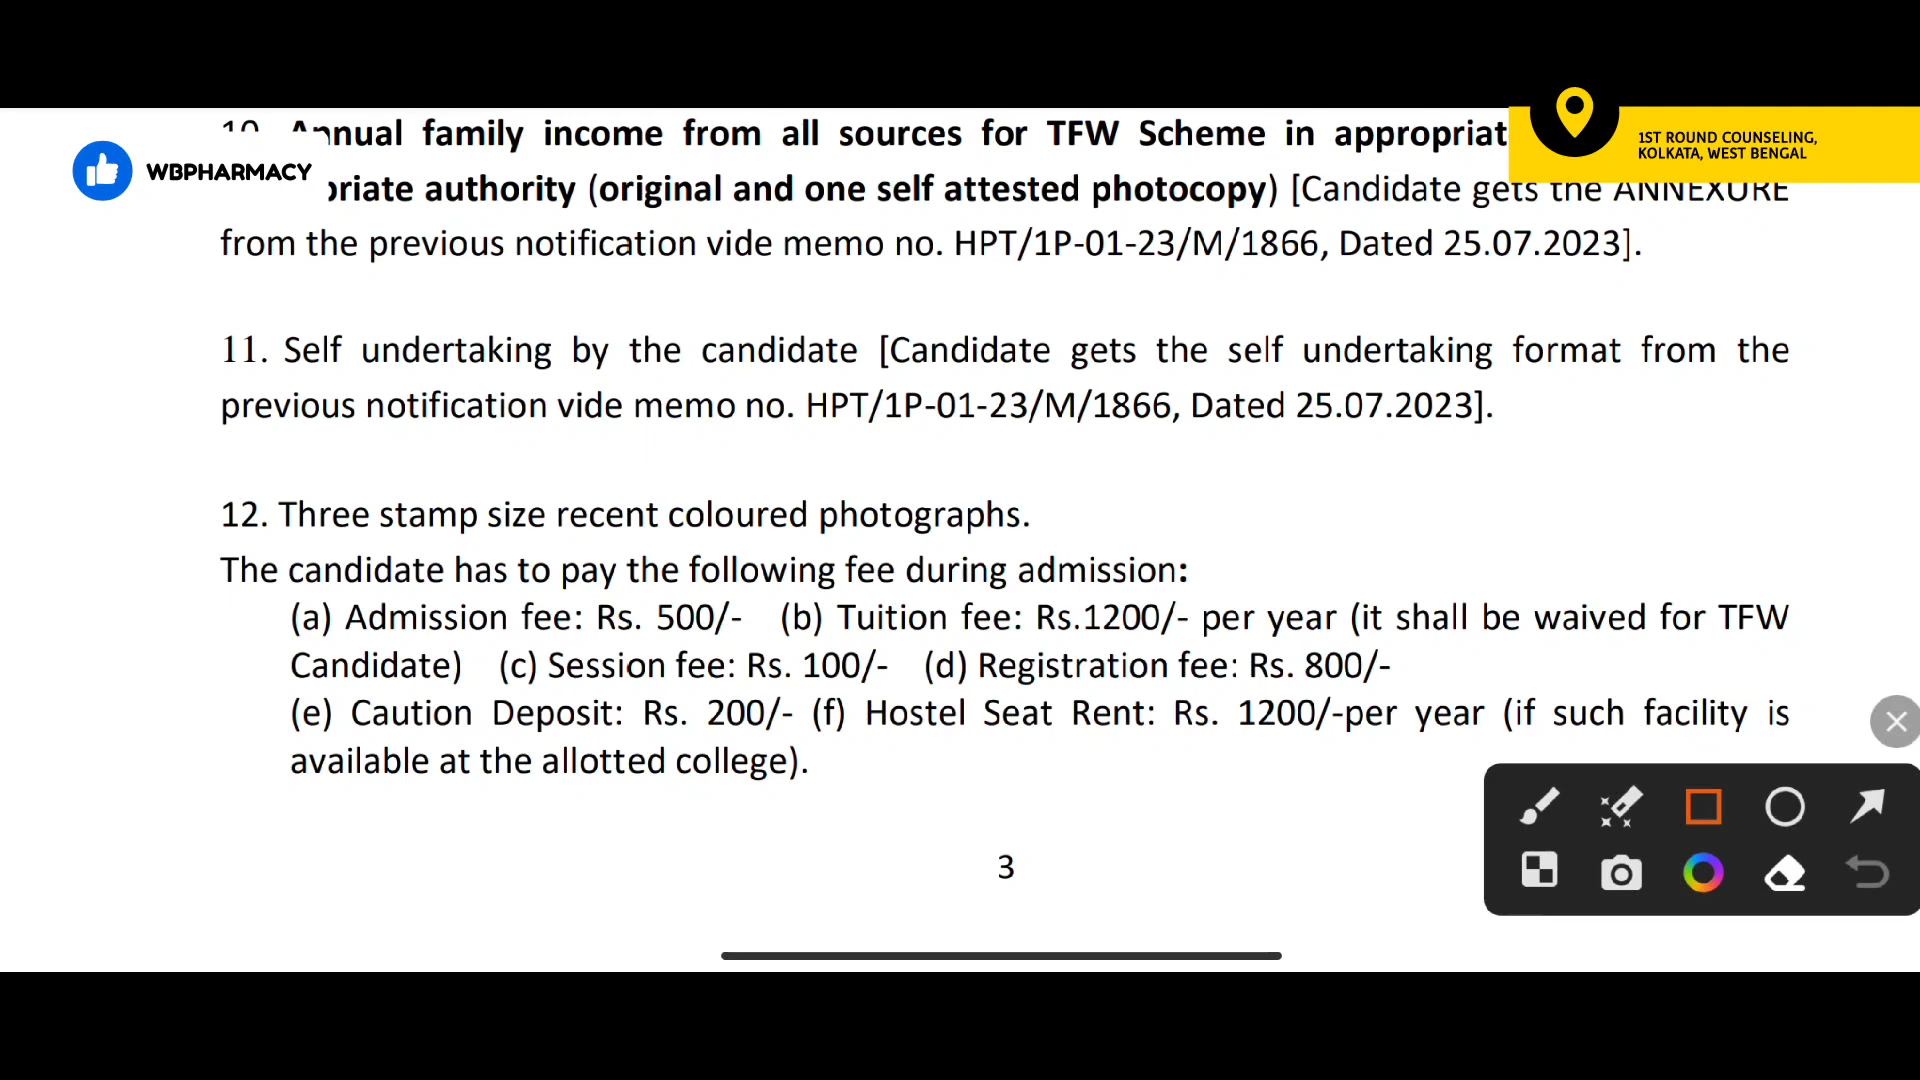 10. Annual family income from all sources for TFW Scheme in
1ST ROUND COUNSELING,
KOLKATA, WEST BENGAL
WBPHARMACY
authority (original and one self attested photocopy) [Candidate gets the ANNEXURE
from the previous notification vide memo no. HPT/1P-01-23/M/1866, Dated 25.07.2023].
11. Self undertaking by the candidate [Candidate gets the self undertaking format from the
previous notification vide memo no. HPT/1P-01-23/M/1866, Dated 25.07.2023].
12. Three stamp size recent coloured photographs.
The candidate has to pay the following fee during admission:
(a) Admission fee: Rs. 500/- (b) Tuition fee: Rs.1200/- per year (it shall be waived for TFW
Candidate) (c) Session fee: Rs. 100/- (d) Registration fee: Rs. 800/-
(e) Caution Deposit: Rs. 200/- (f) Hostel Seat Rent: Rs. 1200/-per year (if such facility is
available at the allotted college).
3